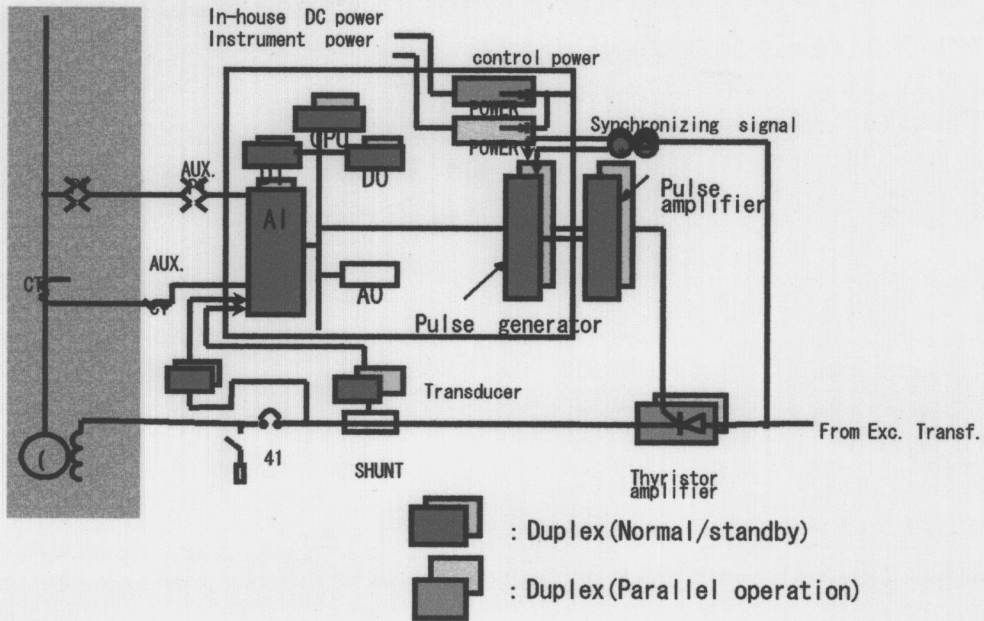 In-house DC power
Instrument power
control power
POWER
POWER
Synchronizing signal
CPU
DO
AUX.
PT
PT
AI
Pulse
amplifier
AUX.
CT
CT
AO
Pulse generator
Transducer
41
SHUNT
From Exc. Transf.
Thyristor
amplifier
: Duplex(Normal/standby)
: Duplex(Parallel operation)